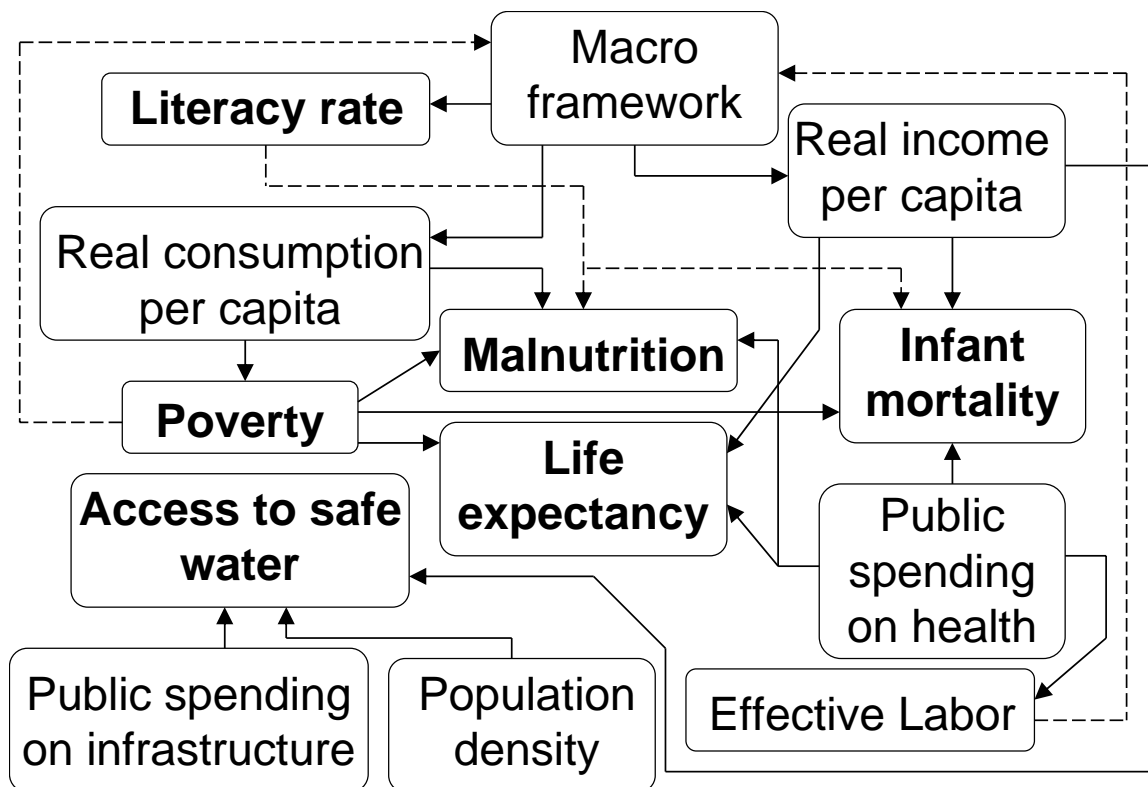 Macro
framework
Literacy rate
Real income
per capita
Real consumption
per capita
Malnutrition
Infant
mortality
Poverty
Life
expectancy
Access to safe
water
Public
spending
on health
Public spending
on infrastructure
Population
density
Effective Labor